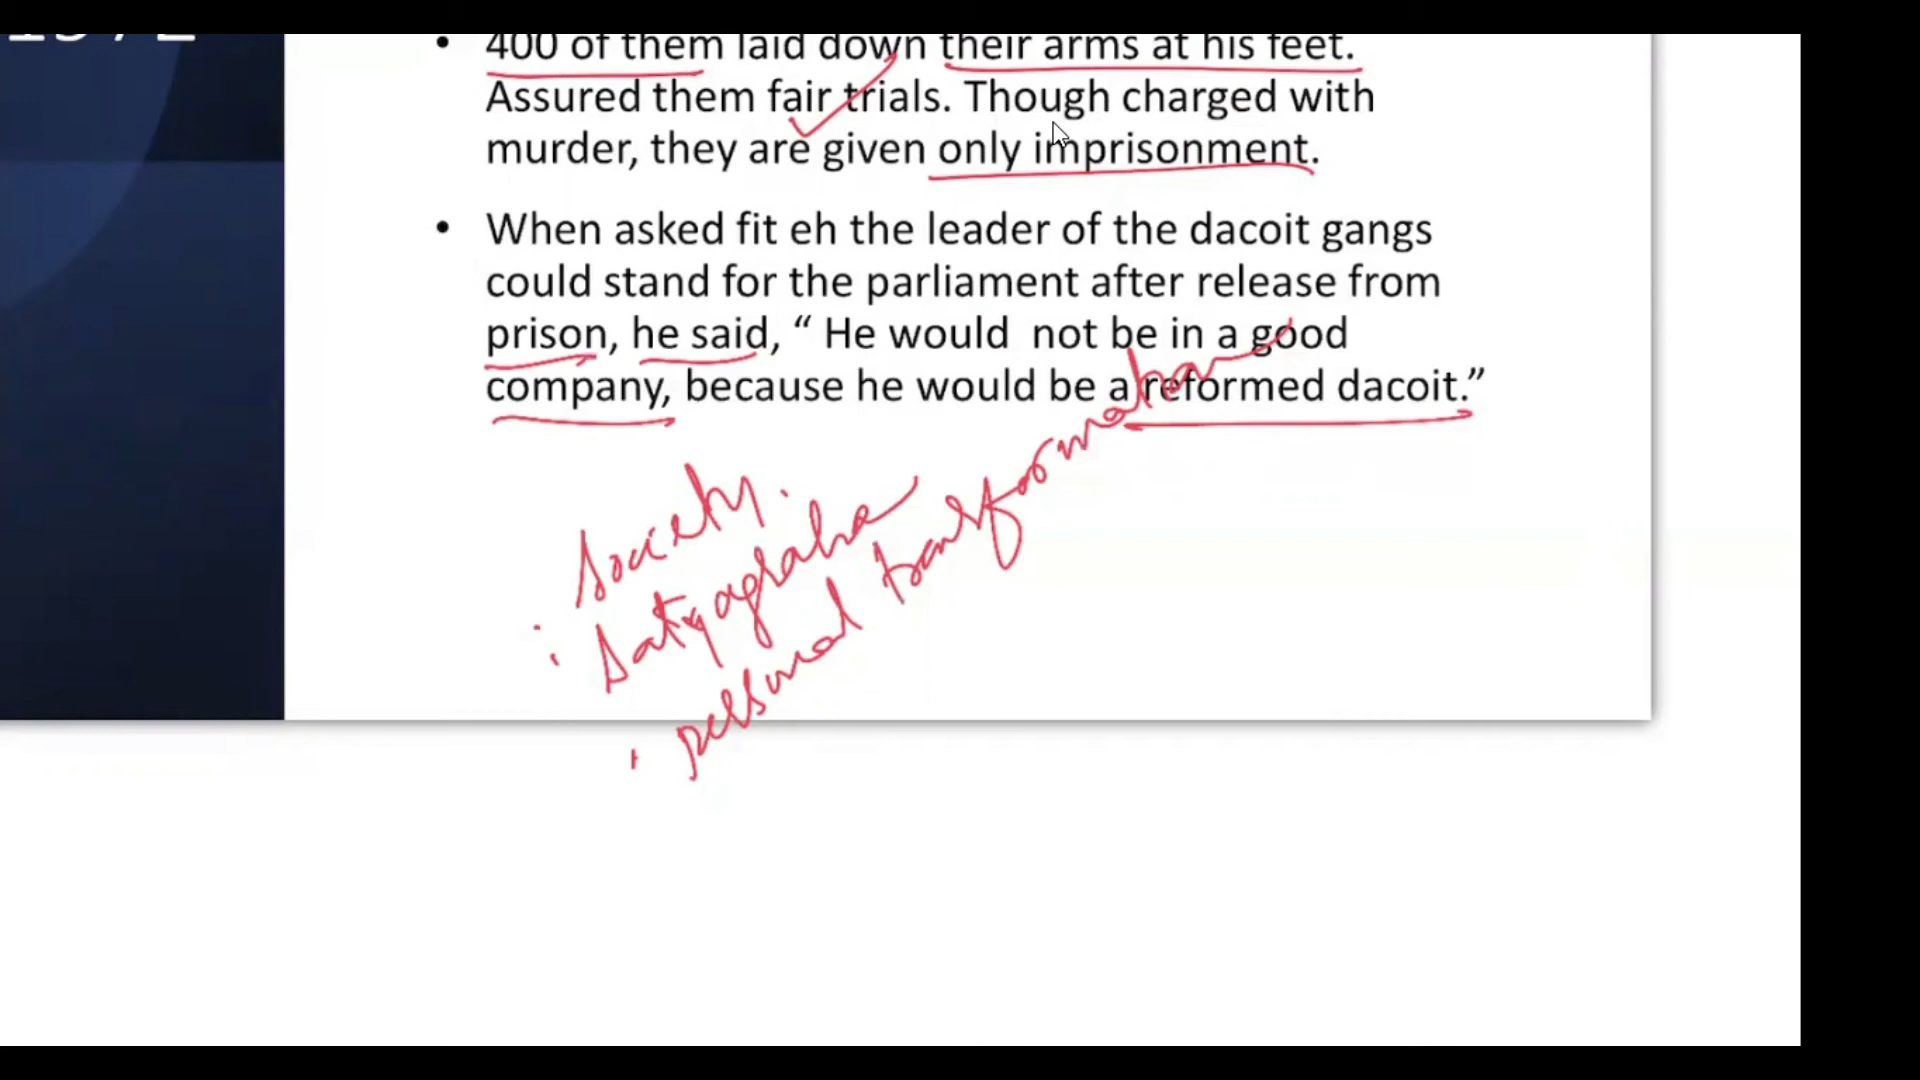 1972
• 400 of them laid down their arms at his feet.
Assured them fair trials. Though charged with
murder, they are given only imprisonment.
• When asked fit eh the leader of the dacoit gangs
could stand for the parliament after release from
prison, he said, “ He would not be in a good
company, because he would be a reformed dacoit.”
Society
Satyagraha
personal transformation